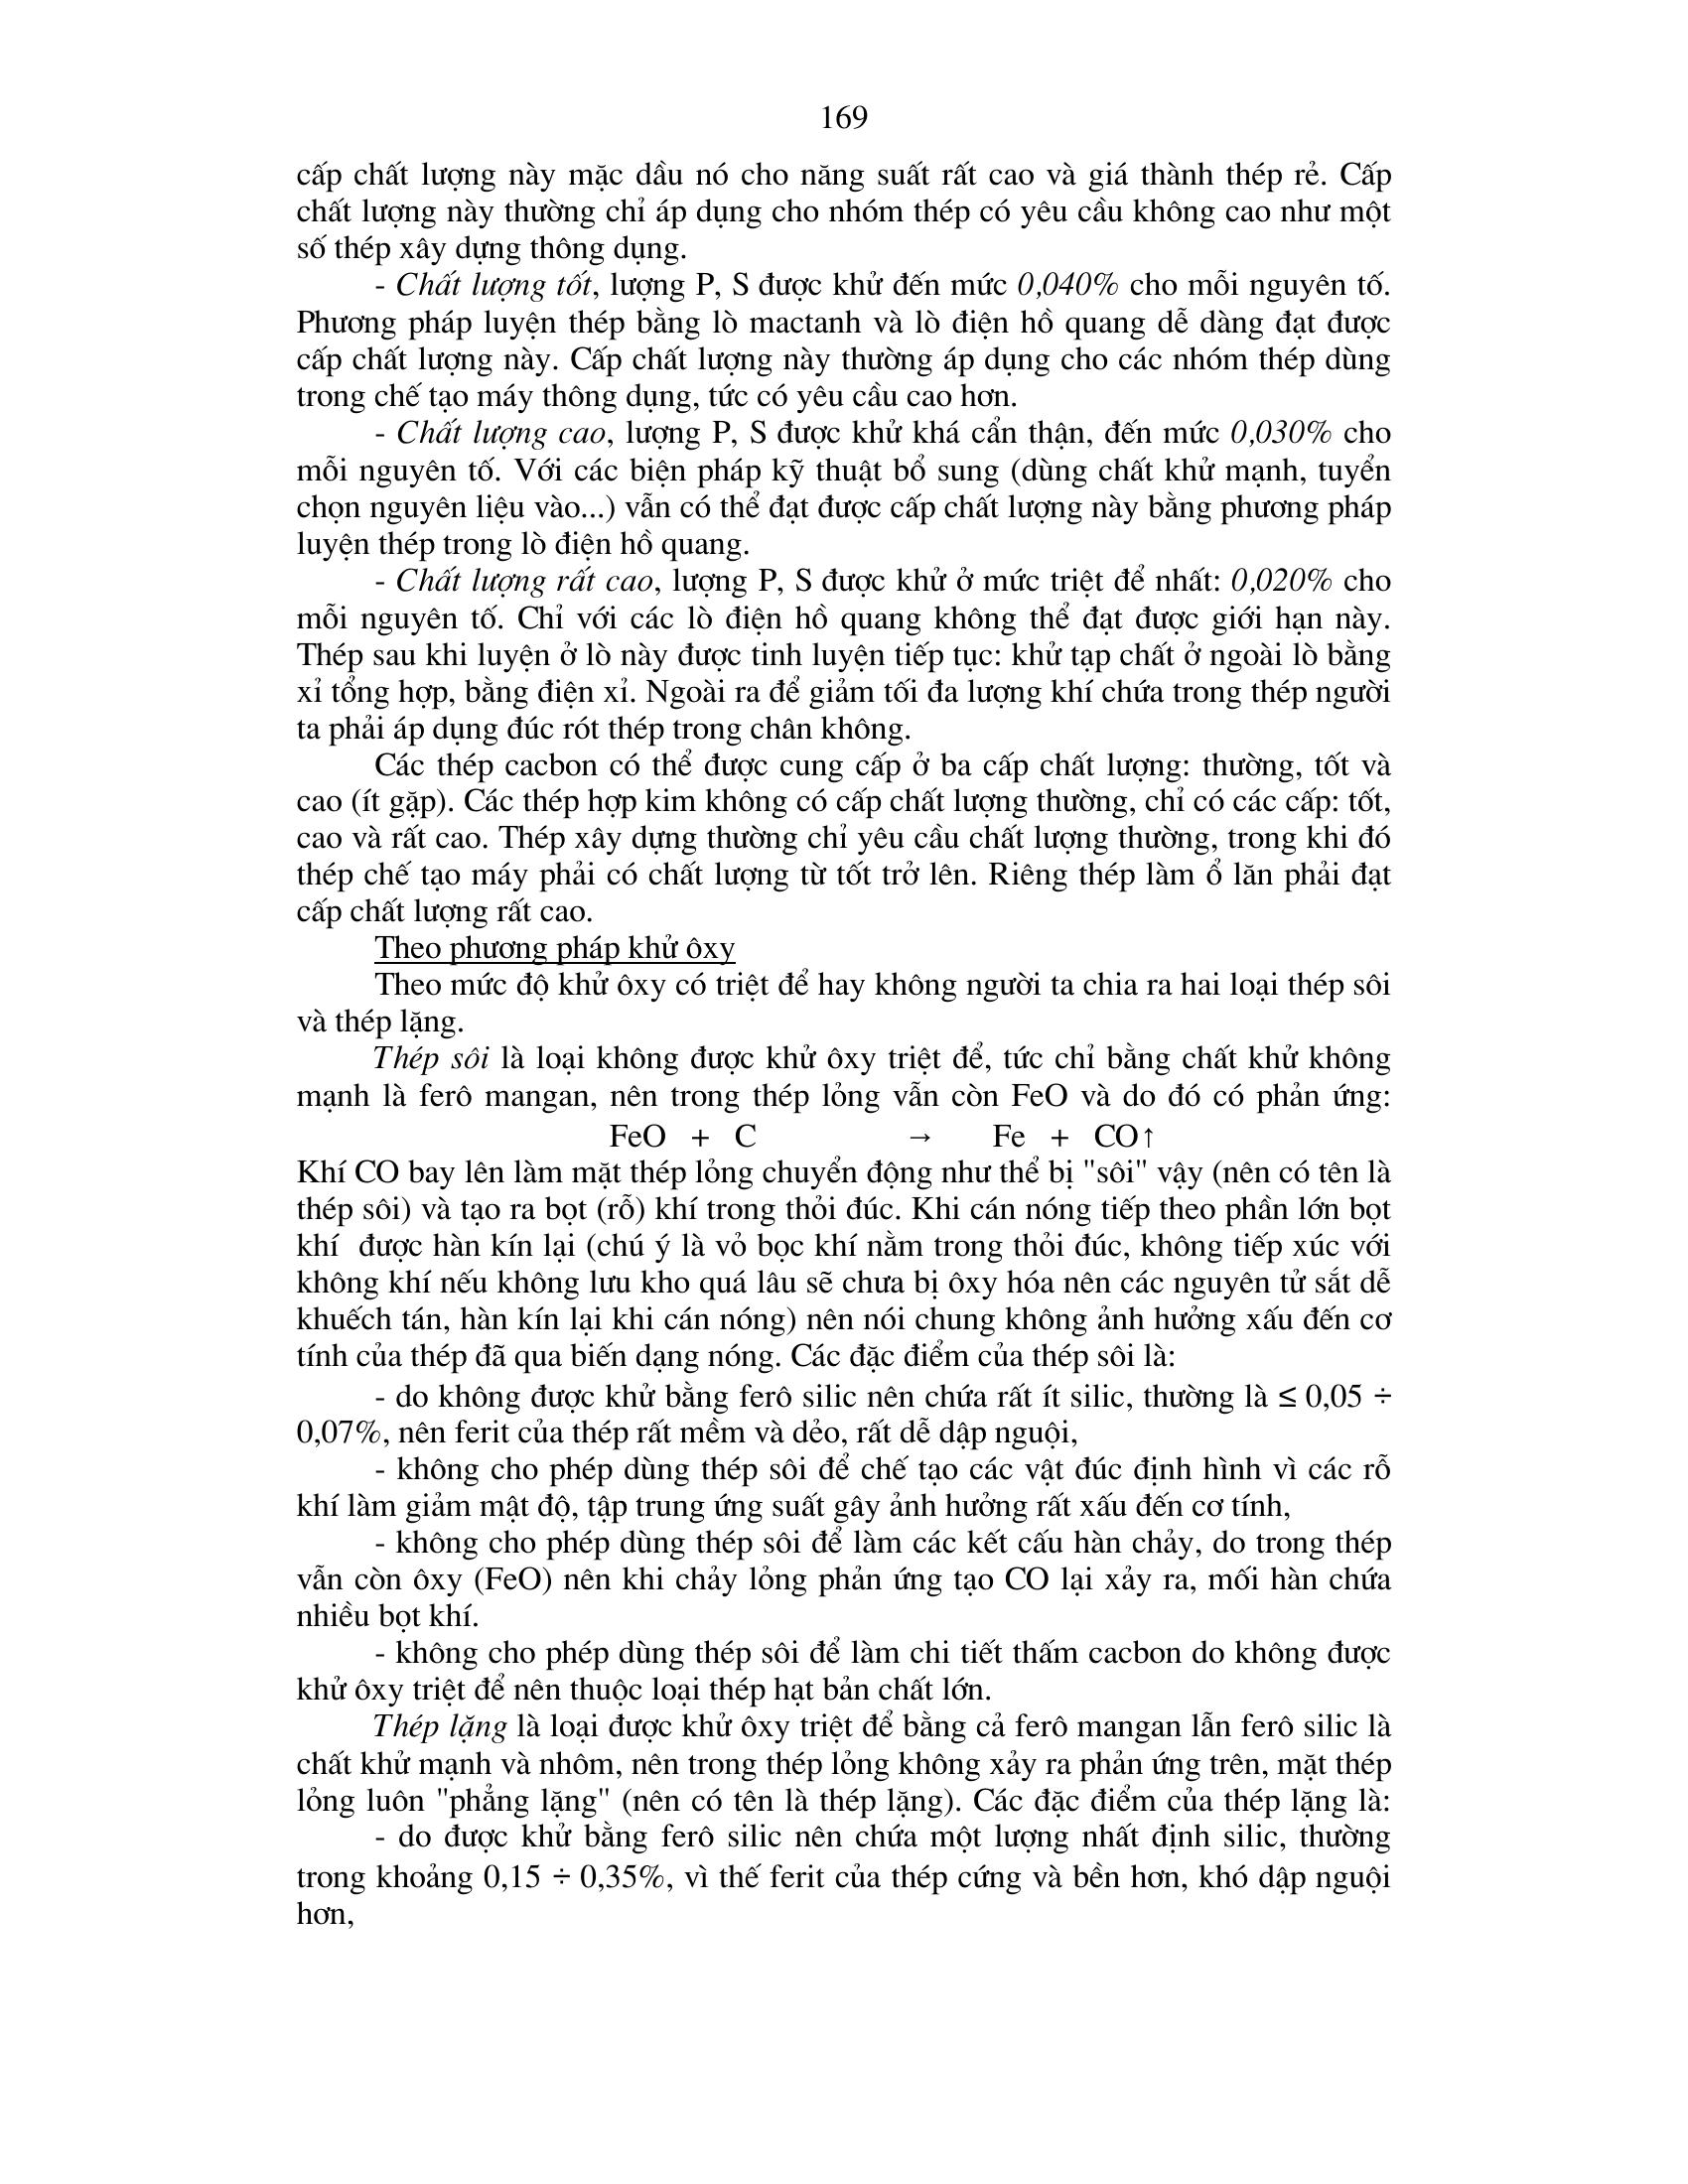 169
cấp chất lượng này mặc dầu nó cho năng suất rất cao và giá thành thép rẻ. Cấp
chất lượng này thường chỉ áp dụng cho nhóm thép có yêu cầu không cao như một
số thép xây dựng thông dụng.
- Chất lượng tốt, lượng P, S được khử đến mức 0,040% cho mỗi nguyên tố.
Phương pháp luyện thép bằng lò mactanh và lò điện hồ quang dễ dàng đạt được
cấp chất lượng này. Cấp chất lượng này thường áp dụng cho các nhóm thép dùng
trong chế tạo máy thông dụng, tức có yêu cầu cao hơn.
- Chất lượng cao, lượng P, S được khử khá cẩn thận, đến mức 0,030% cho
mỗi nguyên tố. Với các biện pháp kỹ thuật bổ sung (dùng chất khử mạnh, tuyển
chọn nguyên liệu vào...) vẫn có thể đạt được cấp chất lượng này bằng phương pháp
luyện thép trong lò điện hồ quang.
- Chất lượng rất cao, lượng P, S được khử ở mức triệt để nhất: 0,020% cho
mỗi nguyên tố. Chỉ với các lò điện hồ quang không thể đạt được giới hạn này.
Thép sau khi luyện ở lò này được tinh luyện tiếp tục: khử tạp chất ở ngoài lò bằng
xỉ tổng hợp, bằng điện xỉ. Ngoài ra để giảm tối đa lượng khí chứa trong thép người
ta phải áp dụng đúc rót thép trong chân không.
Các thép cacbon có thể được cung cấp ở ba cấp chất lượng: thường, tốt và
cao (ít gặp). Các thép hợp kim không có cấp chất lượng thường, chỉ có các cấp: tốt,
cao và rất cao. Thép xây dựng thường chỉ yêu cầu chất lượng thường, trong khi đó
thép chế tạo máy phải có chất lượng từ tốt trở lên. Riêng thép làm ổ lăn phải đạt
cấp chất lượng rất cao.
Theo phương pháp khử ôxy
Theo mức độ khử ôxy có triệt để hay không người ta chia ra hai loại thép sôi
và thép lặng.
Thép sôi là loại không được khử ôxy triệt để, tức chỉ bằng chất khử không
mạnh là ferô mangan, nên trong thép lỏng vẫn còn FeO và do đó có phản ứng:
FeO + C → Fe + CO↑
Khí CO bay lên làm mặt thép lỏng chuyển động như thể bị "sôi" vậy (nên có tên là
thép sôi) và tạo ra bọt (rỗ) khí trong thỏi đúc. Khi cán nóng tiếp theo phần lớn bọt
khí được hàn kín lại (chú ý là vỏ bọc khí nằm trong thỏi đúc, không tiếp xúc với
không khí nếu không lưu kho quá lâu sẽ chưa bị ôxy hóa nên các nguyên tử sắt dễ
khuếch tán, hàn kín lại khi cán nóng) nên nói chung không ảnh hưởng xấu đến cơ
tính của thép đã qua biến dạng nóng. Các đặc điểm của thép sôi là:
- do không được khử bằng ferô silic nên chứa rất ít silic, thường là ≤ 0,05 ÷
0,07%, nên ferit của thép rất mềm và dẻo, rất dễ dập nguội,
- không cho phép dùng thép sôi để chế tạo các vật đúc định hình vì các rỗ
khí làm giảm mật độ, tập trung ứng suất gây ảnh hưởng rất xấu đến cơ tính,
- không cho phép dùng thép sôi để làm các kết cấu hàn chảy, do trong thép
vẫn còn ôxy (FeO) nên khi chảy lỏng phản ứng tạo CO lại xảy ra, mối hàn chứa
nhiều bọt khí.
- không cho phép dùng thép sôi để làm chi tiết thấm cacbon do không được
khử ôxy triệt để nên thuộc loại thép hạt bản chất lớn.
Thép lặng là loại được khử ôxy triệt để bằng cả ferô mangan lẫn ferô silic là
chất khử mạnh và nhôm, nên trong thép lỏng không xảy ra phản ứng trên, mặt thép
lỏng luôn "phẳng lặng" (nên có tên là thép lặng). Các đặc điểm của thép lặng là:
- do được khử bằng ferô silic nên chứa một lượng nhất định silic, thường
trong khoảng 0,15 ÷ 0,35%, vì thế ferit của thép cứng và bền hơn, khó dập nguội
hơn,